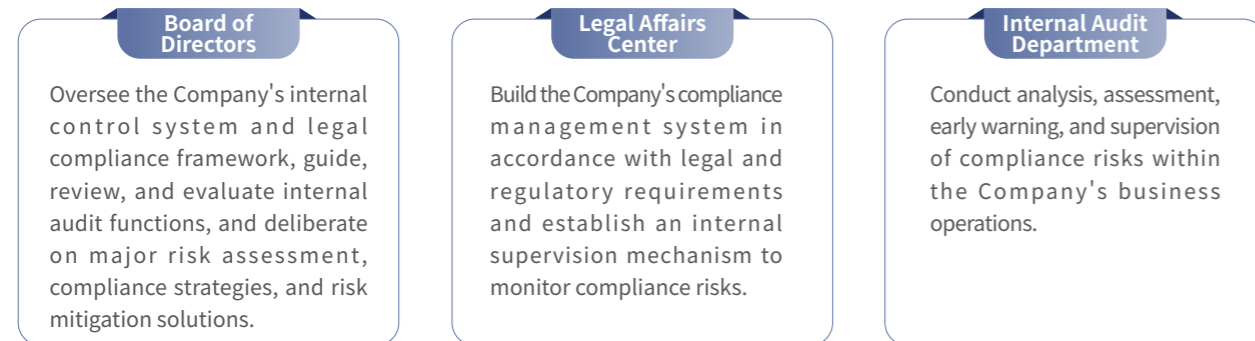 Board of
Directors
Oversee the Company's internal
control system and legal
compliance framework, guide,
review, and evaluate internal
audit functions, and deliberate
on major risk assessment,
compliance strategies, and risk
mitigation solutions.
Legal Affairs
Center
Build the Company's compliance
management system in
accordance with legal and
regulatory requirements
and establish an internal
supervision mechanism to
monitor compliance risks.
Internal Audit
Department
Conduct analysis, assessment,
early warning, and supervision
of compliance risks within
the Company's business
operations.